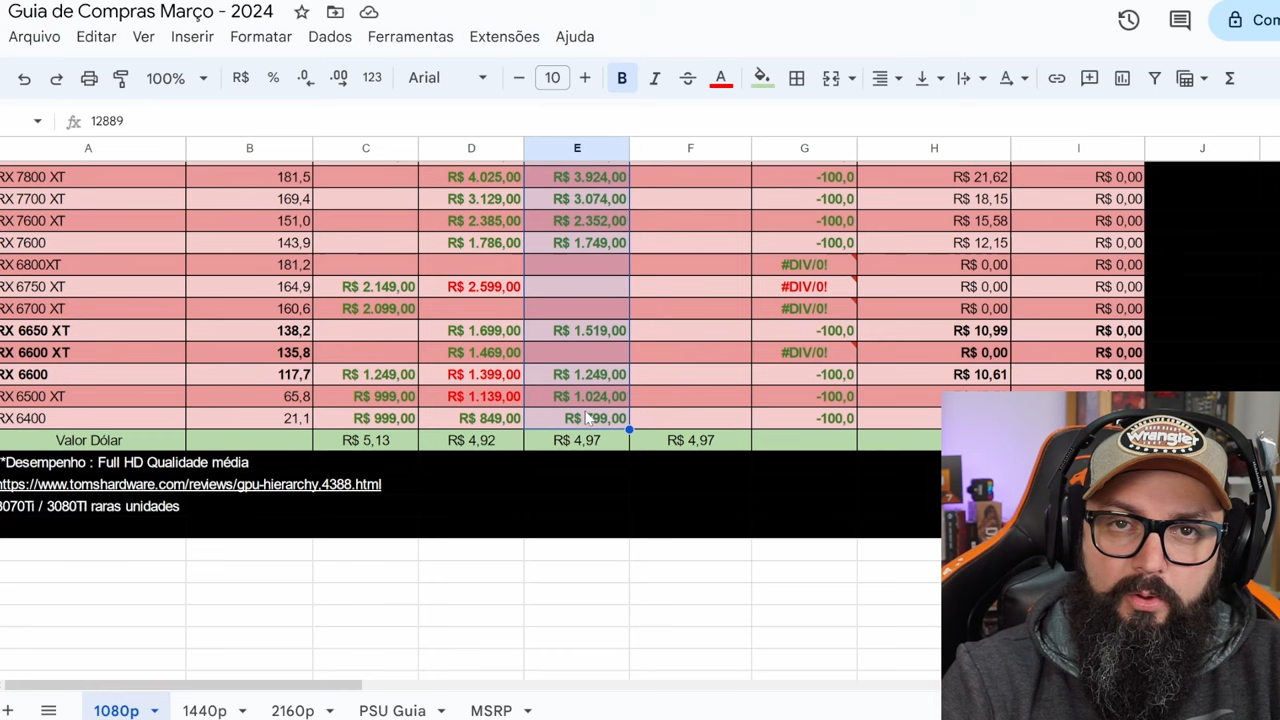 Guia de Compras Março - 2024
Arquivo Editar Ver Inserir Formatar Dados Ferramentas Extensões Ajuda
100% R$ % .0 .00 123 Arial 10 B I A Σ
fx 12889
A B C D E F G H I J
RX 7800 XT 181,5 R$ 4.025,00 R$ 3.924,00 -100,0 R$ 21,62 R$ 0,00
RX 7700 XT 169,4 R$ 3.129,00 R$ 3.074,00 -100,0 R$ 18,15 R$ 0,00
RX 7600 XT 151,0 R$ 2.385,00 R$ 2.352,00 -100,0 R$ 15,58 R$ 0,00
RX 7600 143,9 R$ 1.786,00 R$ 1.749,00 -100,0 R$ 12,15 R$ 0,00
RX 6800XT 181,2 #DIV/0! R$ 0,00 R$ 0,00
RX 6750 XT 164,9 R$ 2.149,00 R$ 2.599,00 #DIV/0! R$ 0,00 R$ 0,00
RX 6700 XT 160,6 R$ 2.099,00 #DIV/0! R$ 0,00 R$ 0,00
RX 6650 XT 138,2 R$ 1.699,00 R$ 1.519,00 -100,0 R$ 10,99 R$ 0,00
RX 6600 XT 135,8 R$ 1.469,00 #DIV/0! R$ 0,00 R$ 0,00
RX 6600 117,7 R$ 1.249,00 R$ 1.399,00 R$ 1.249,00 -100,0 R$ 10,61 R$ 0,00
RX 6500 XT 65,8 R$ 999,00 R$ 1.139,00 R$ 1.024,00 -100,0
RX 6400 21,1 R$ 999,00 R$ 849,00 R$ -100,0
Valor Dólar R$ 5,13 R$ 4,92 R$ 4,97 R$ 4,97
*Desempenho : Full HD Qualidade média
https://www.tomshardware.com/reviews/gpu-hierarchy,4388.html
3070Ti / 3080TI raras unidades
wrangler
+ 1080p 1440p 2160p PSU Guia MSRP